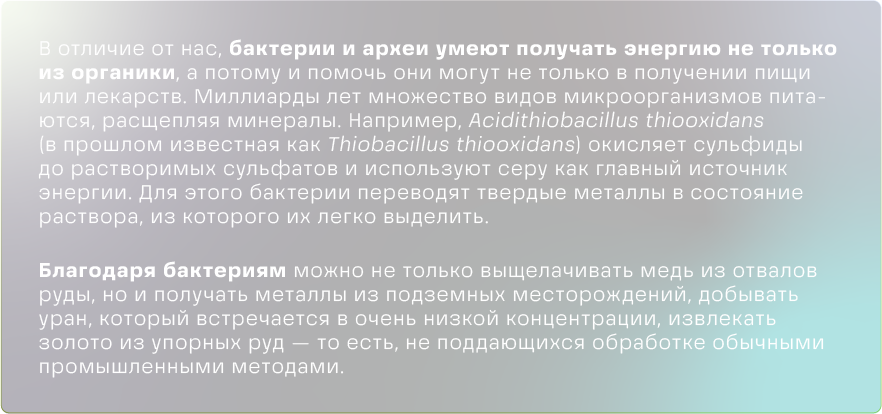 В отличие от нас, бактерии и археи умеют получать энергию не только
из органики, а потому и помочь они могут не только в получении пищи
или лекарств. Миллиарды лет множество видов микроорганизмов пита-
ются, расщепляя минералы. Например, Acidithiobacillus thiooxidans
(в прошлом известная как Thiobacillus thiooxidans) окисляет сульфиды
до растворимых сульфатов и используют серу как главный источник
энергии. Для этого бактерии переводят твердые металлы в состояние
раствора, из которого их легко выделить.
Благодаря бактериям можно не только выщелачивать медь из отвалов
руды, но и получать металлы из подземных месторождений, добывать
уран, который встречается в очень низкой концентрации, извлекать
золото из упорных руд — то есть, не поддающихся обработке обычными
промышленными методами.